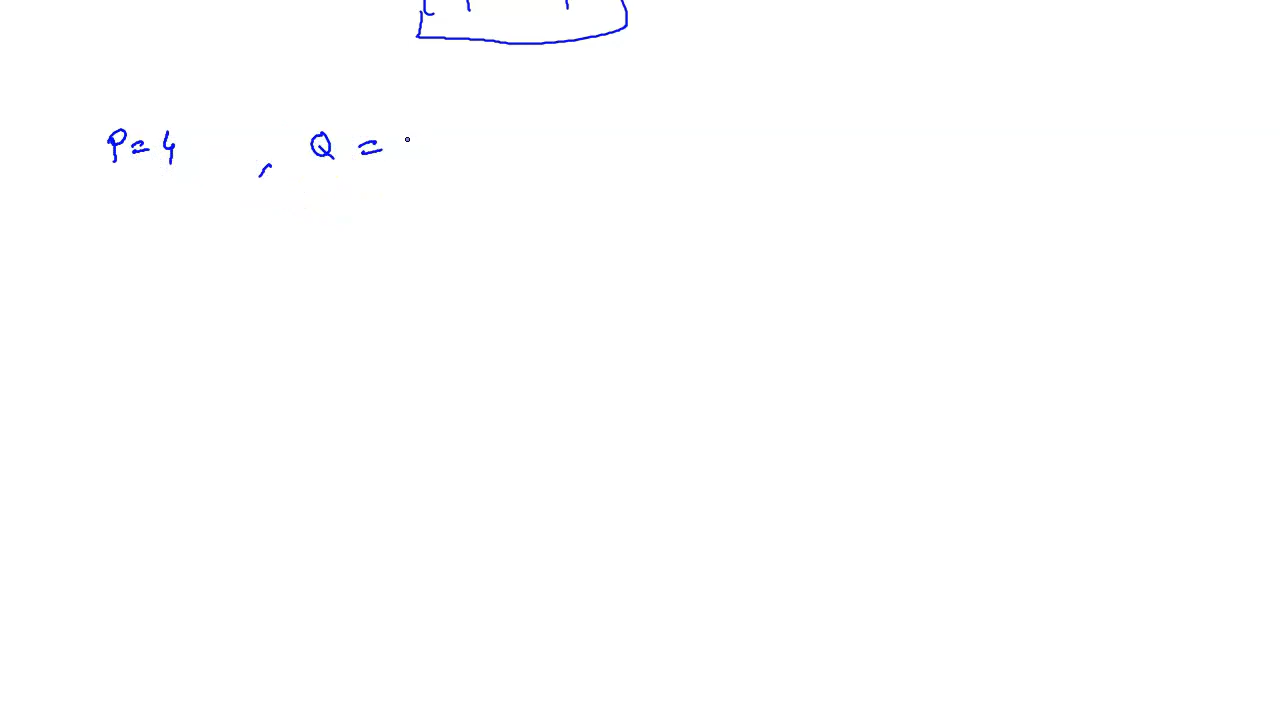 P = 4 , Q =